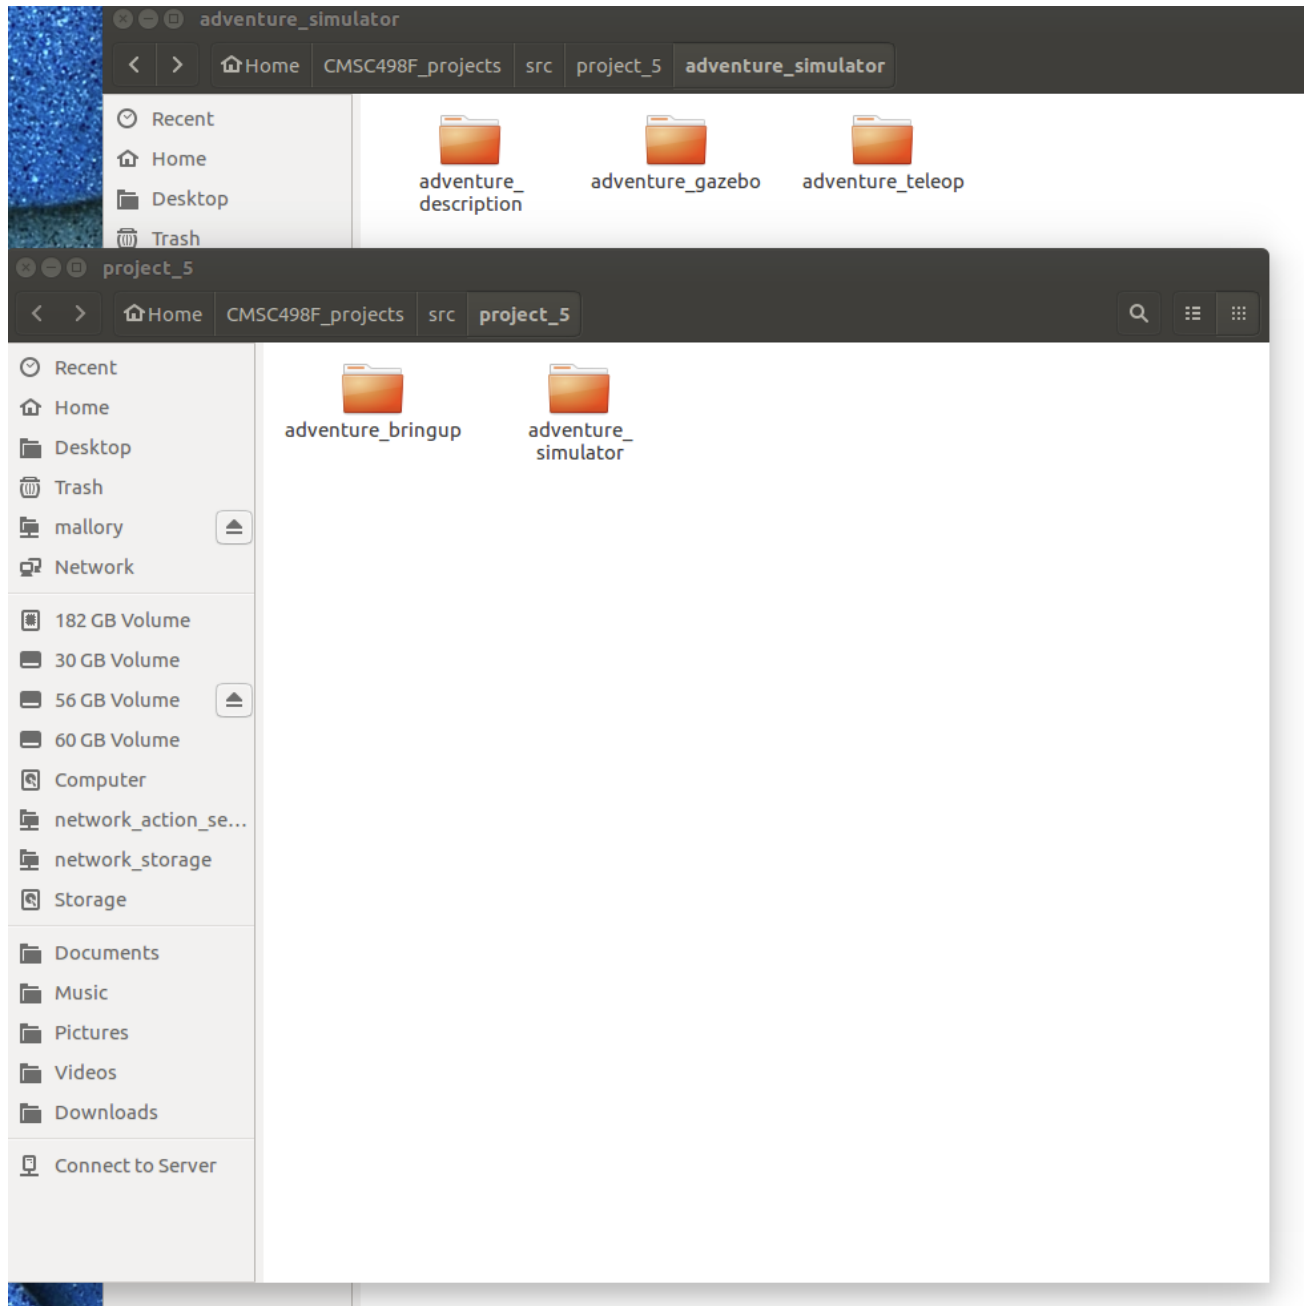 adventure_simulator
Home CMSC498F_projects src project_5 adventure_simulator
Recent
Home
Desktop
Trash
adventure_
description
adventure_gazebo
adventure_teleop
project_5
Home CMSC498F_projects src project_5
Recent
Home
Desktop
Trash
mallory
Network
182 GB Volume
30 GB Volume
56 GB Volume
60 GB Volume
Computer
network_action_se...
network_storage
Storage
Documents
Music
Pictures
Videos
Downloads
Connect to Server
adventure_bringup
adventure_
simulator